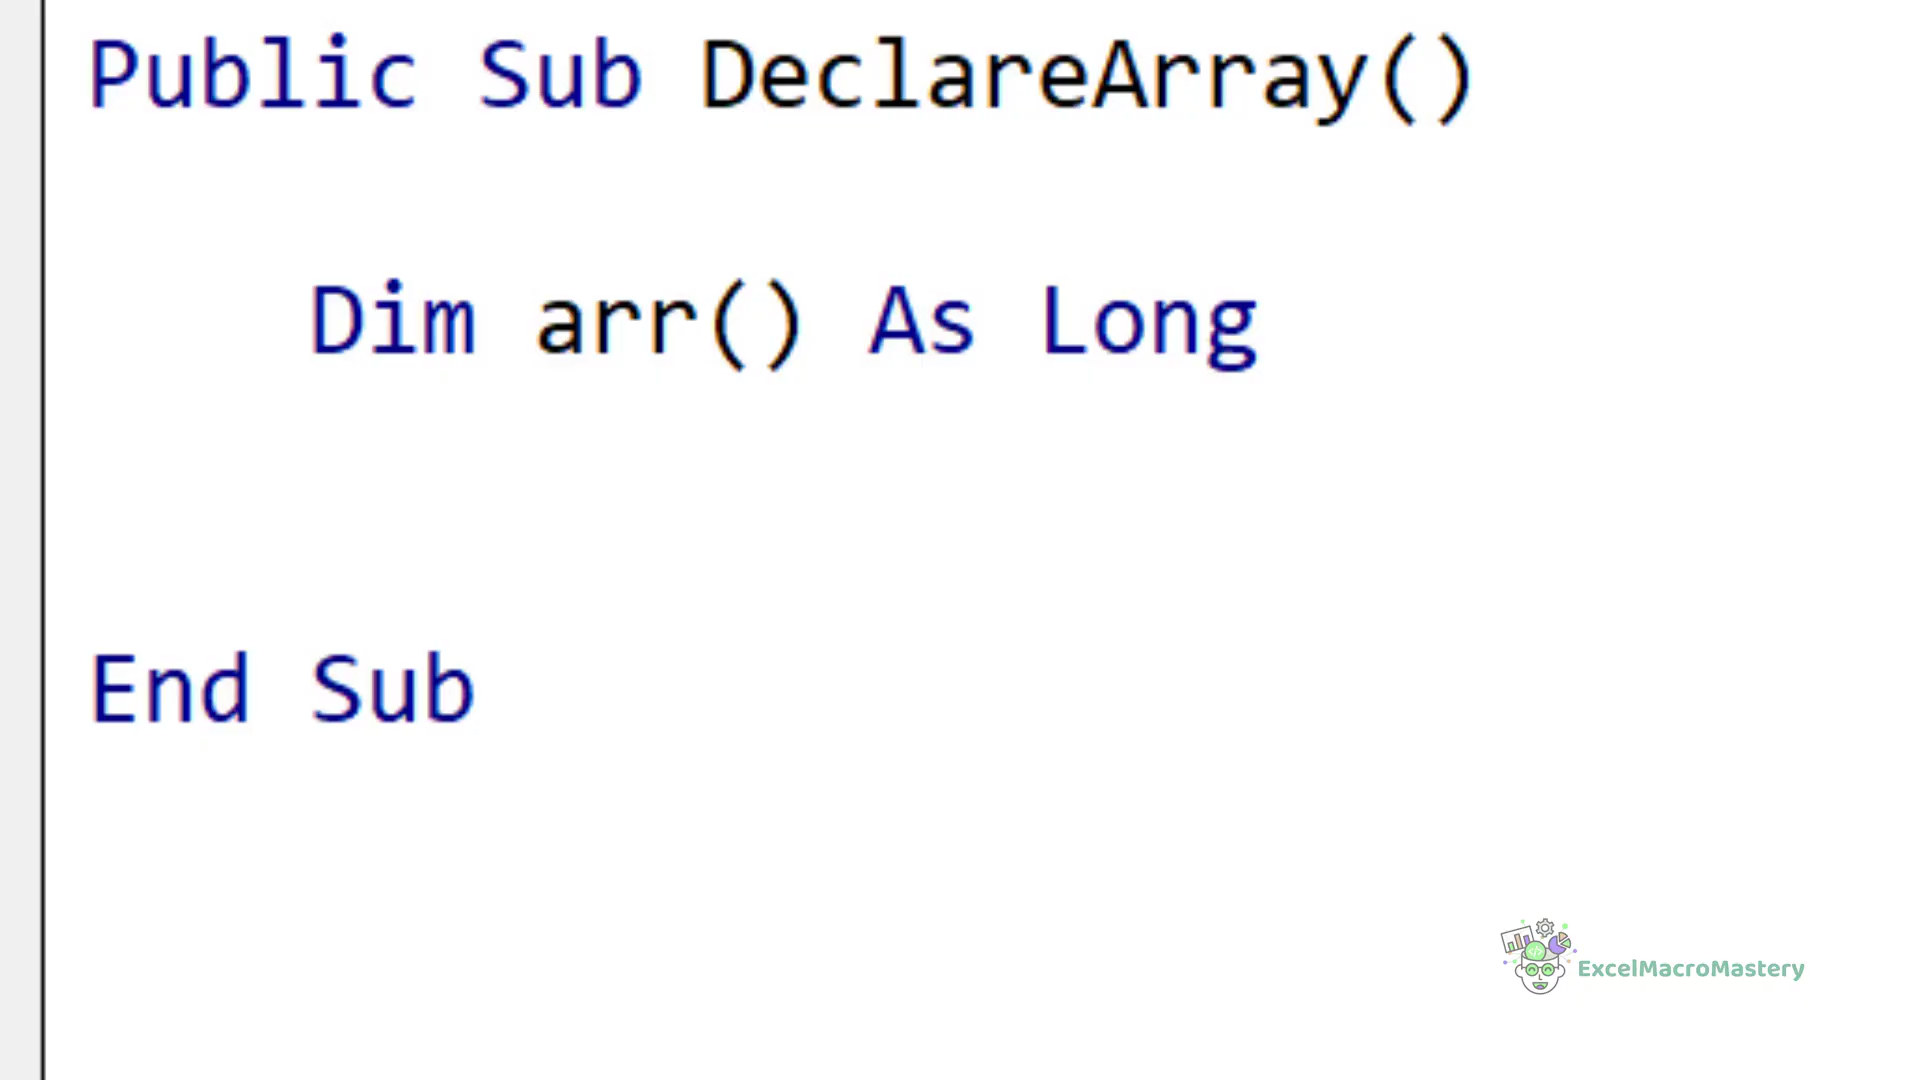 Public Sub DeclareArray()
Dim arr() As Long
End Sub
ExcelMacroMastery